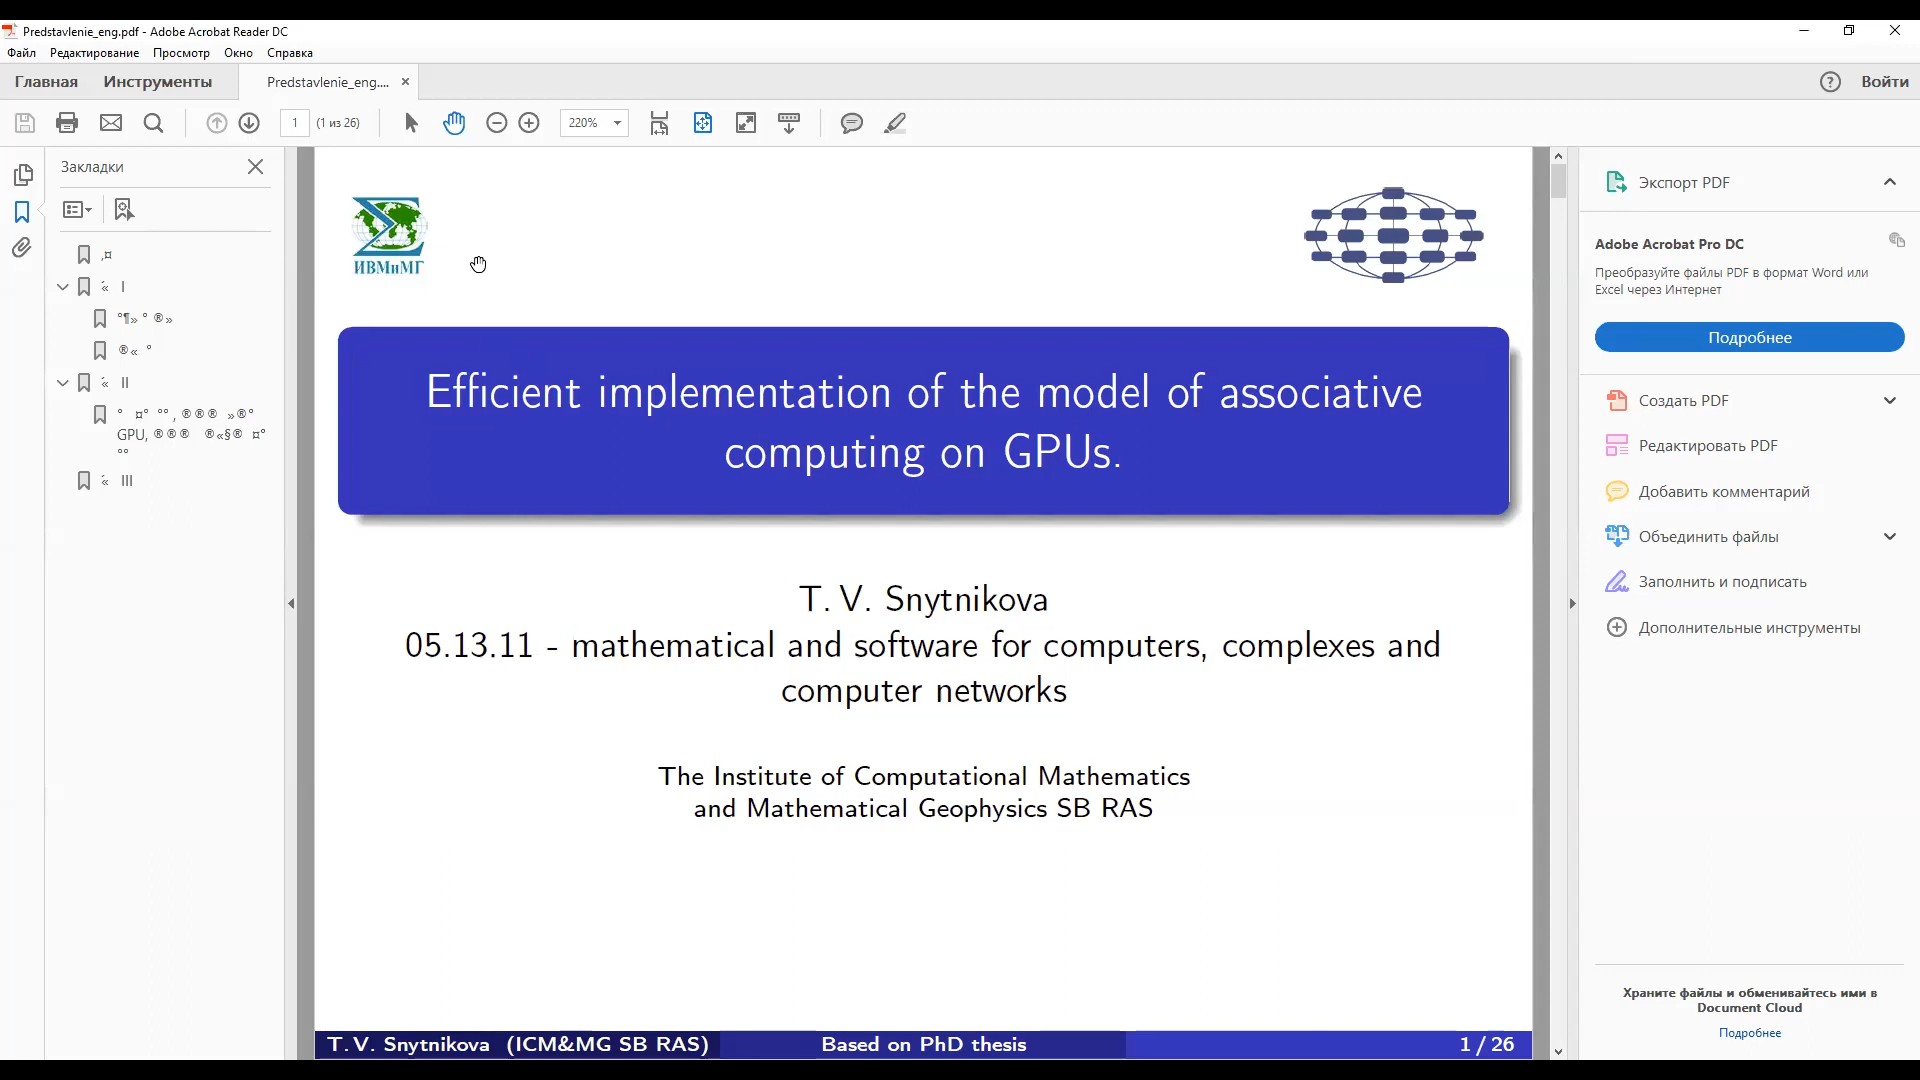 Predstavlenie_eng.pdf - Adobe Acrobat Reader DC
Файл Редактирование Просмотр Окно Справка
Главная Инструменты Predstavlenie_eng.... × Войти
1 (1 из 26) 220%
Закладки
,¤
I
°¶» ° ®»
®« °
II
° ¤° °°, ®®® »®°
GPU, ®®® ®«§® ¤°
°°
III
ИВМиМГ
Efficient implementation of the model of associative
computing on GPUs.
T. V. Snytnikova
05.13.11 - mathematical and software for computers, complexes and
computer networks
The Institute of Computational Mathematics
and Mathematical Geophysics SB RAS
T. V. Snytnikova (ICM&MG SB RAS) Based on PhD thesis 1 / 26
Экспорт PDF
Adobe Acrobat Pro DC
Преобразуйте файлы PDF в формат Word или
Excel через Интернет
Подробнее
Создать PDF
Редактировать PDF
Добавить комментарий
Объединить файлы
Заполнить и подписать
Дополнительные инструменты
Храните файлы и обменивайтесь ими в
Document Cloud
Подробнее